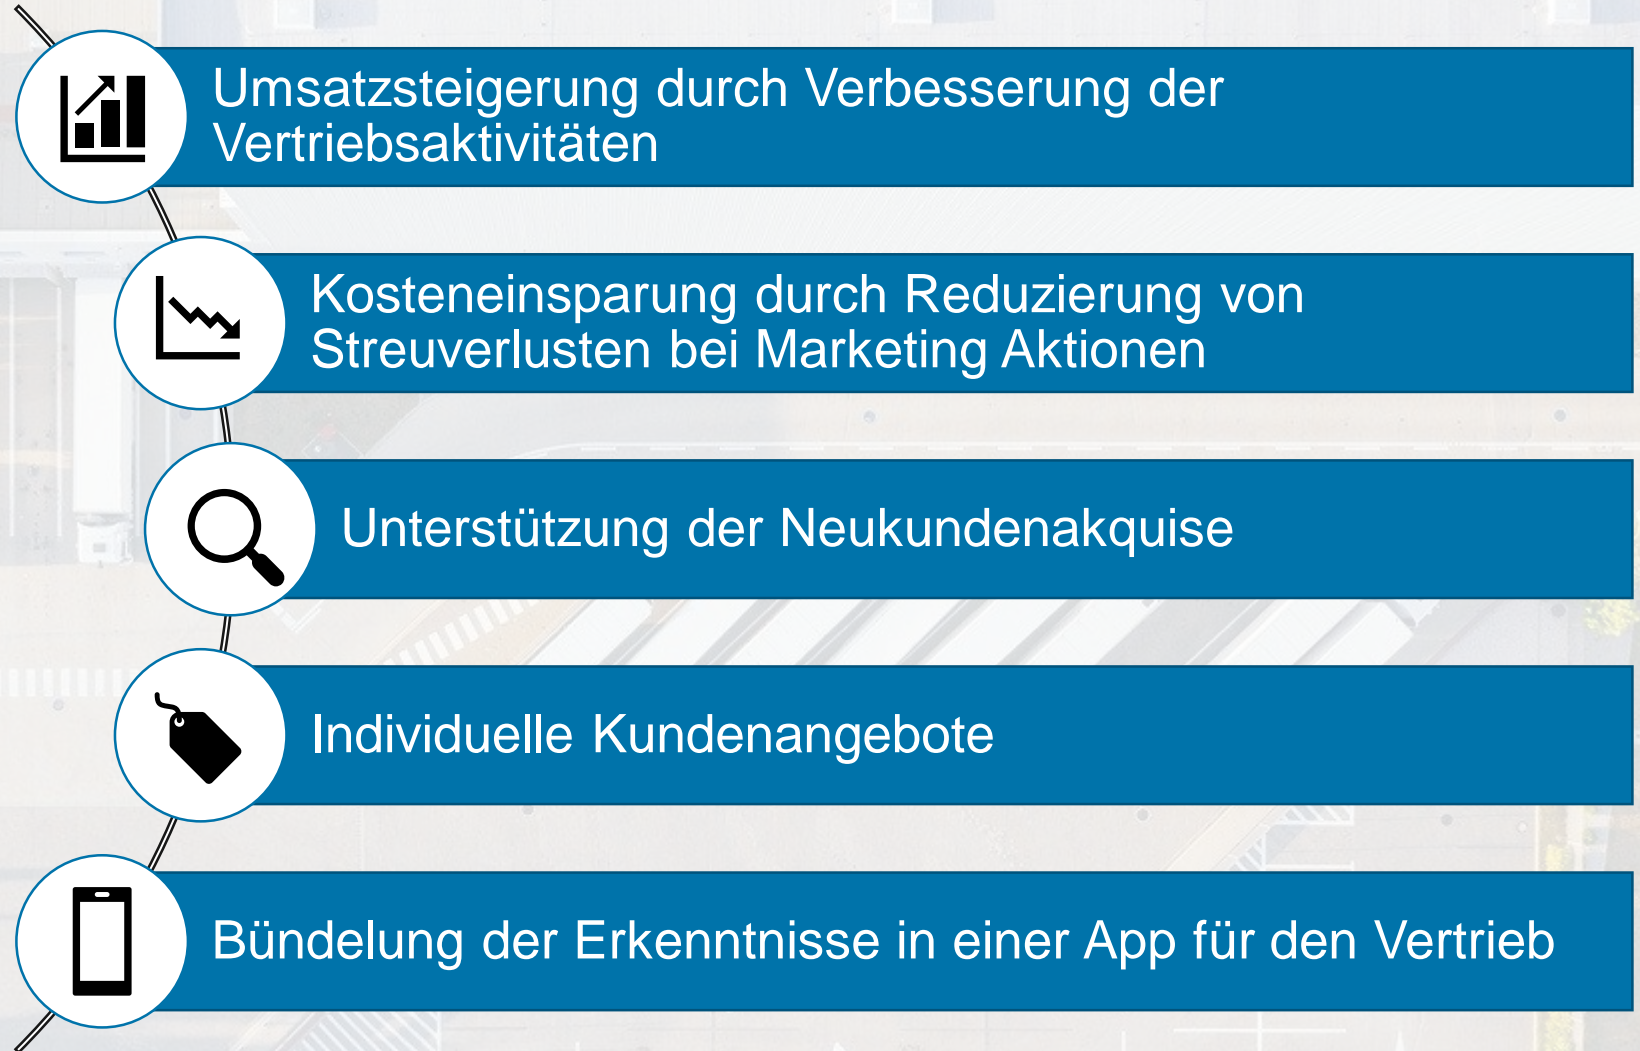 Umsatzsteigerung durch Verbesserung der
Vertriebsaktivitäten
Kosteneinsparung durch Reduzierung von
Streuverlusten bei Marketing Aktionen
Unterstützung der Neukundenakquise
Individuelle Kundenangebote
Bündelung der Erkenntnisse in einer App für den Vertrieb